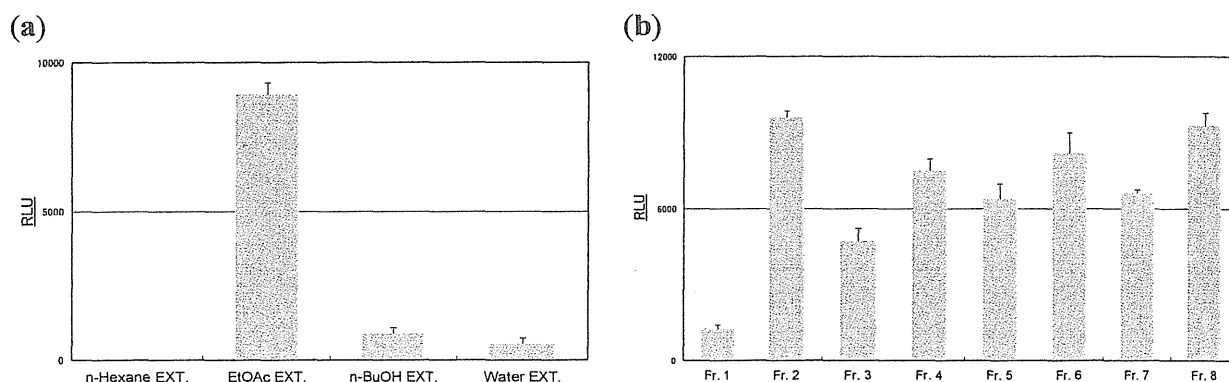 (a)
10000
5000
0
RLU
n-Hexane EXT.
EtOAc EXT.
n-BuOH EXT.
Water EXT.
(b)
12000
6000
0
RLU
Fr. 1
Fr. 2
Fr. 3
Fr. 4
Fr. 5
Fr. 6
Fr. 7
Fr. 8